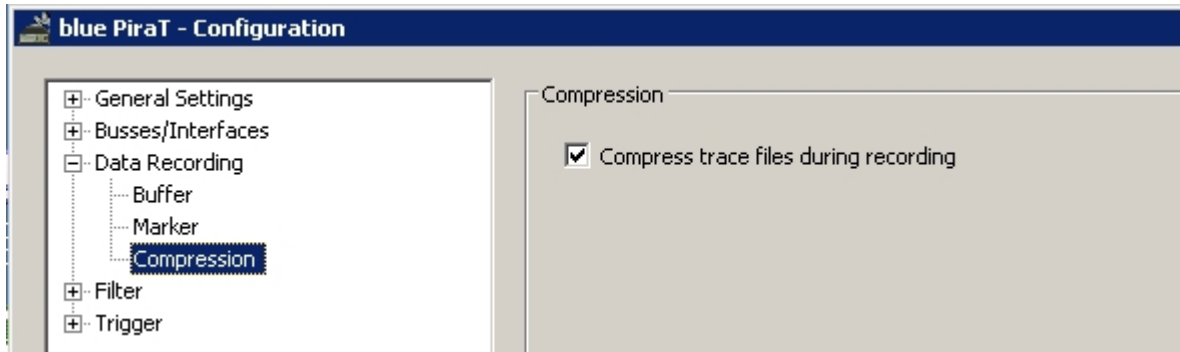 blue PiraT - Configuration
General Settings
Busses/Interfaces
Data Recording
Buffer
Marker
Compression
Filter
Trigger
Compression
Compress trace files during recording